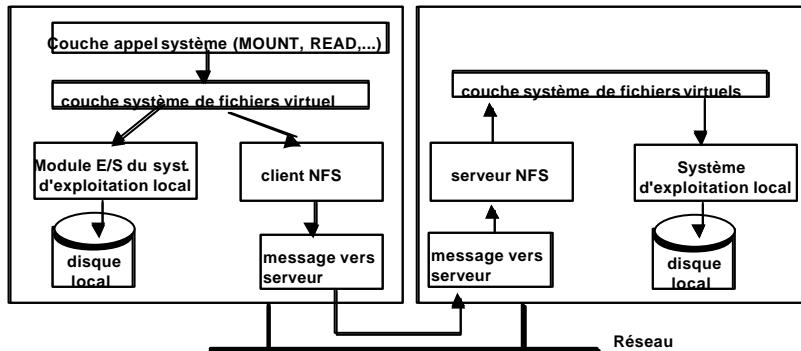 Couche appel système (MOUNT, READ,...)
couche système de fichiers virtuel
Module E/S du syst.
d'exploitation local
client NFS
disque
local
message vers
serveur
couche système de fichiers virtuels
serveur NFS
Système
d'exploitation local
message vers
serveur
disque
local
Réseau